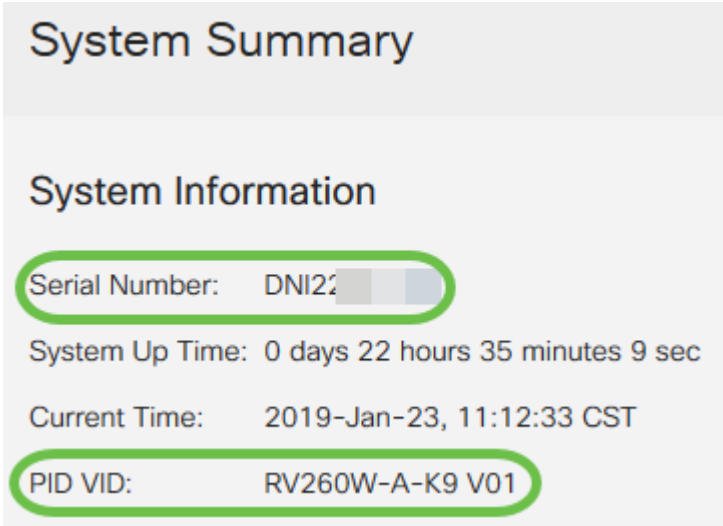 System Summary
System Information
Serial Number: DNI22
System Up Time: 0 days 22 hours 35 minutes 9 sec
Current Time: 2019-Jan-23, 11:12:33 CST
PID VID: RV260W-A-K9 V01